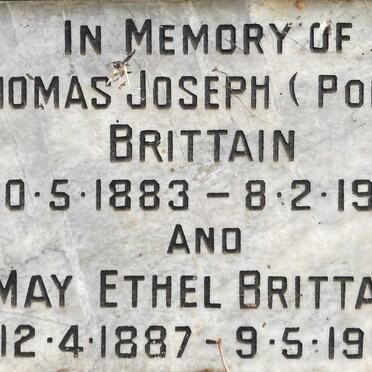 IN MEMORY OF
HOMAS JOSEPH (PO
BRITTAIN
0·5·1883 – 8·2·19
AND
MAY ETHEL BRITTA
12·4·1887 – 9·5·19